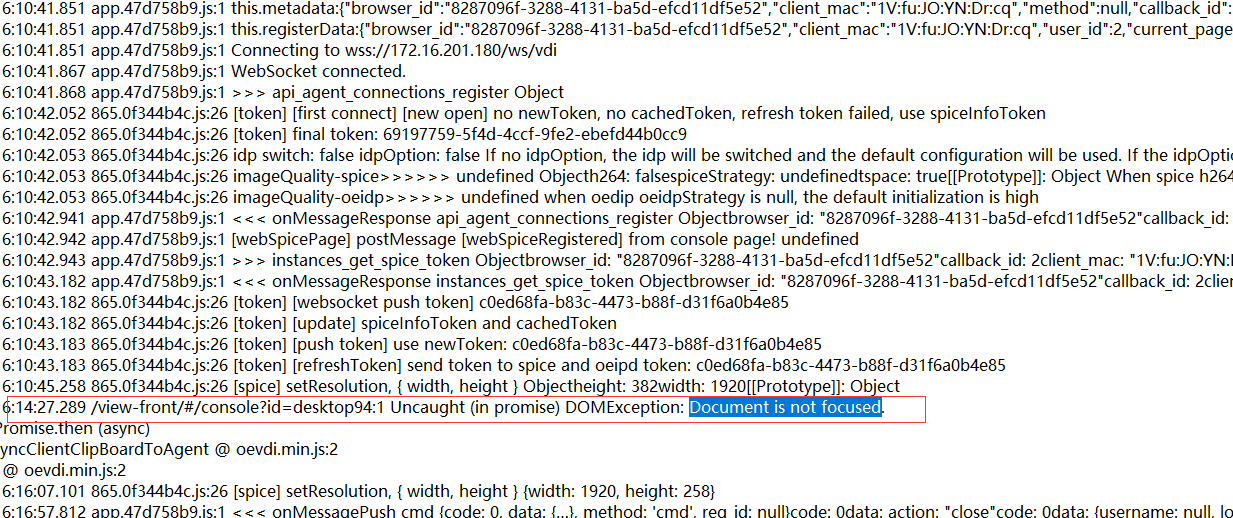 6:10:41.851 app.47d758b9.js:1 this.metadata:{"browser_id":"8287096f-3288-4131-ba5d-efcd11df5e52","client_mac":"1V:fu:JO:YN:Dr:cq","method":null,"callback_id":
6:10:41.851 app.47d758b9.js:1 this.registerData:{"browser_id":"8287096f-3288-4131-ba5d-efcd11df5e52","client_mac":"1V:fu:JO:YN:Dr:cq","user_id":2,"current_page
6:10:41.851 app.47d758b9.js:1 Connecting to wss://172.16.201.180/ws/vdi
6:10:41.867 app.47d758b9.js:1 WebSocket connected.
6:10:41.868 app.47d758b9.js:1 >>> api_agent_connections_register Object
6:10:42.052 865.0f344b4c.js:26 [token] [first connect] [new open] no newToken, no cachedToken, refresh token failed, use spiceInfoToken
6:10:42.052 865.0f344b4c.js:26 [token] final token: 69197759-5f4d-4ccf-9fe2-ebefd44b0cc9
6:10:42.053 865.0f344b4c.js:26 idp switch: false idpOption: false If no idpOption, the idp will be switched and the default configuration will be used. If the idpOptio
6:10:42.053 865.0f344b4c.js:26 imageQuality-spice>>>>>> undefined Objecth264: falsespiceStrategy: undefinedtspace: true[[Prototype]]: Object When spice h264
6:10:42.053 865.0f344b4c.js:26 imageQuality-oeidp>>>>>> undefined when oedip oeidpStrategy is null, the default initialization is high
6:10:42.941 app.47d758b9.js:1 <<< onMessageResponse api_agent_connections_register Objectbrowser_id: "8287096f-3288-4131-ba5d-efcd11df5e52"callback_id:
6:10:42.942 app.47d758b9.js:1 [webSpicePage] postMessage [webSpiceRegistered] from console page! undefined
6:10:42.943 app.47d758b9.js:1 >>> instances_get_spice_token Objectbrowser_id: "8287096f-3288-4131-ba5d-efcd11df5e52"callback_id: 2client_mac: "1V:fu:JO:YN:D
6:10:43.182 app.47d758b9.js:1 <<< onMessageResponse instances_get_spice_token Objectbrowser_id: "8287096f-3288-4131-ba5d-efcd11df5e52"callback_id: 2clien
6:10:43.182 865.0f344b4c.js:26 [token] [websocket push token] c0ed68fa-b83c-4473-b88f-d31f6a0b4e85
6:10:43.182 865.0f344b4c.js:26 [token] [update] spiceInfoToken and cachedToken
6:10:43.183 865.0f344b4c.js:26 [token] [push token] use newToken: c0ed68fa-b83c-4473-b88f-d31f6a0b4e85
6:10:43.183 865.0f344b4c.js:26 [token] [refreshToken] send token to spice and oeipd token: c0ed68fa-b83c-4473-b88f-d31f6a0b4e85
6:10:45.258 865.0f344b4c.js:26 [spice] setResolution, { width, height } Objectheight: 382width: 1920[[Prototype]]: Object
6:14:27.289 /view-front/#/console?id=desktop94:1 Uncaught (in promise) DOMException: Document is not focused.
Promise.then (async)
yncClientClipBoardToAgent @ oevdi.min.js:2
@ oevdi.min.js:2
6:16:07.101 865.0f344b4c.js:26 [spice] setResolution, { width, height } {width: 1920, height: 258}
6:16:57.812 app.47d758b9.js:1 <<< onMessagePush cmd {code: 0, data: {…}, method: 'cmd', req_id: null}code: 0data: action: "close"code: 0data: {username: null, lo